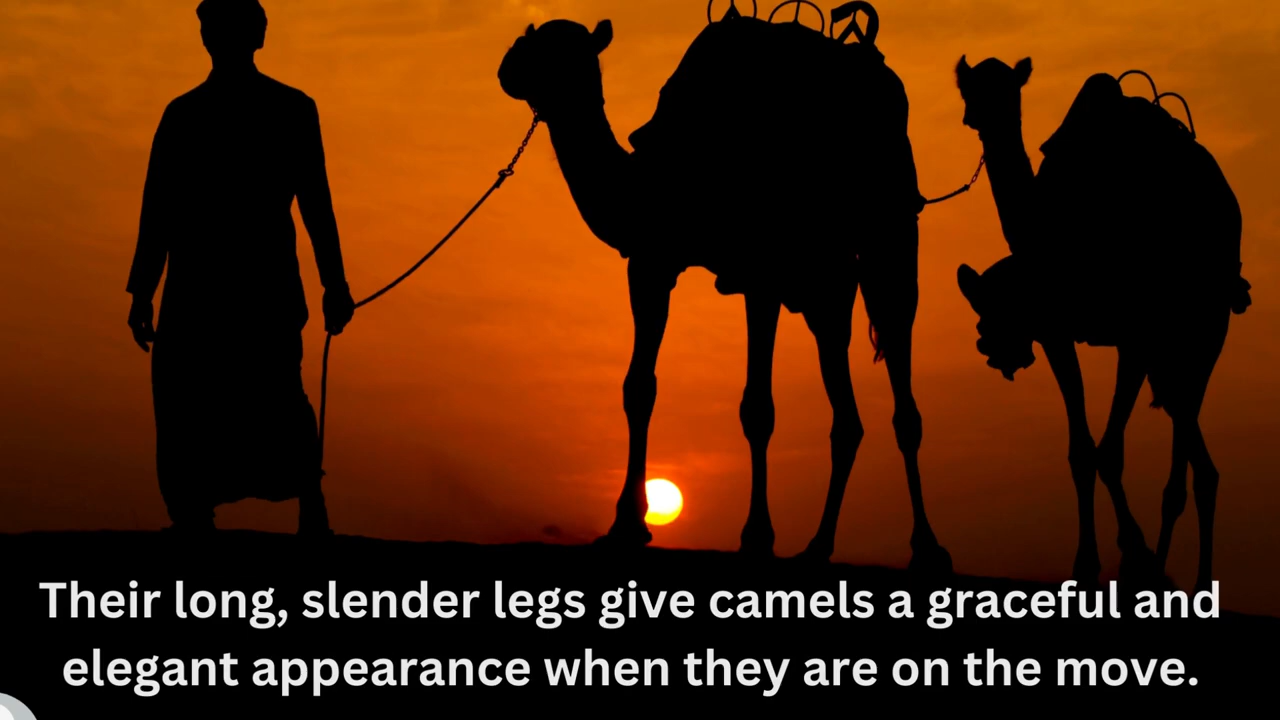 Their long, slender legs give camels a graceful and
elegant appearance when they are on the move.